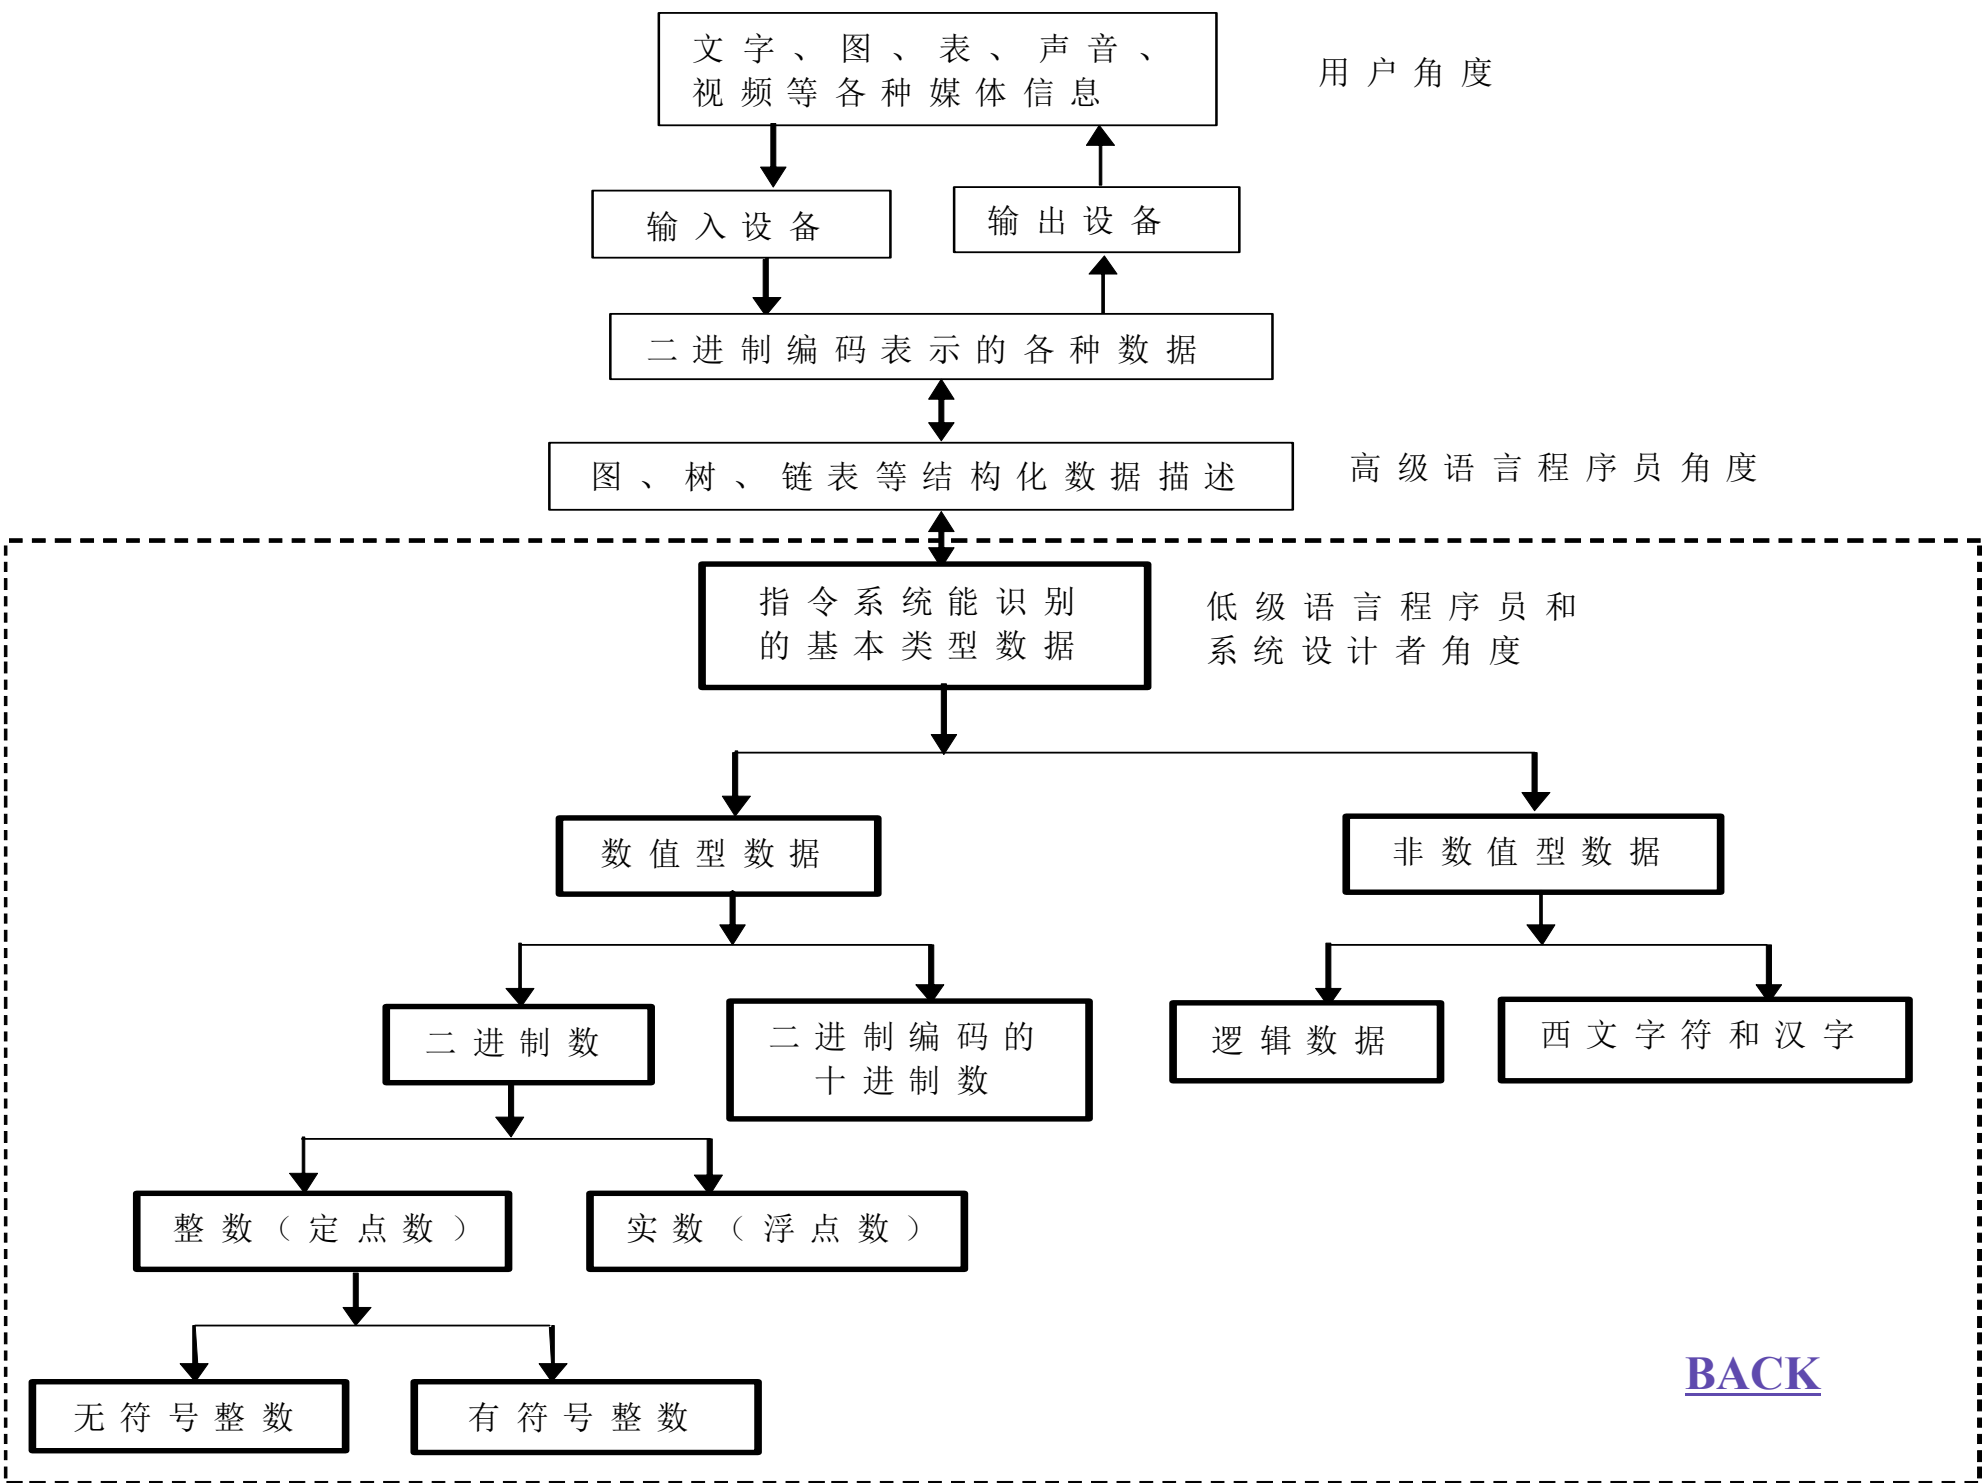 文字、图、表、声音、
视频等各种媒体信息
用户角度
输入设备
输出设备
二进制编码表示的各种数据
图、树、链表等结构化数据描述
高级语言程序员角度
指令系统能识别
的基本类型数据
低级语言程序员和
系统设计者角度
数值型数据
非数值型数据
二进制数
二进制编码的
十进制数
逻辑数据
西文字符和汉字
整数（定点数）
实数（浮点数）
无符号整数
有符号整数
BACK